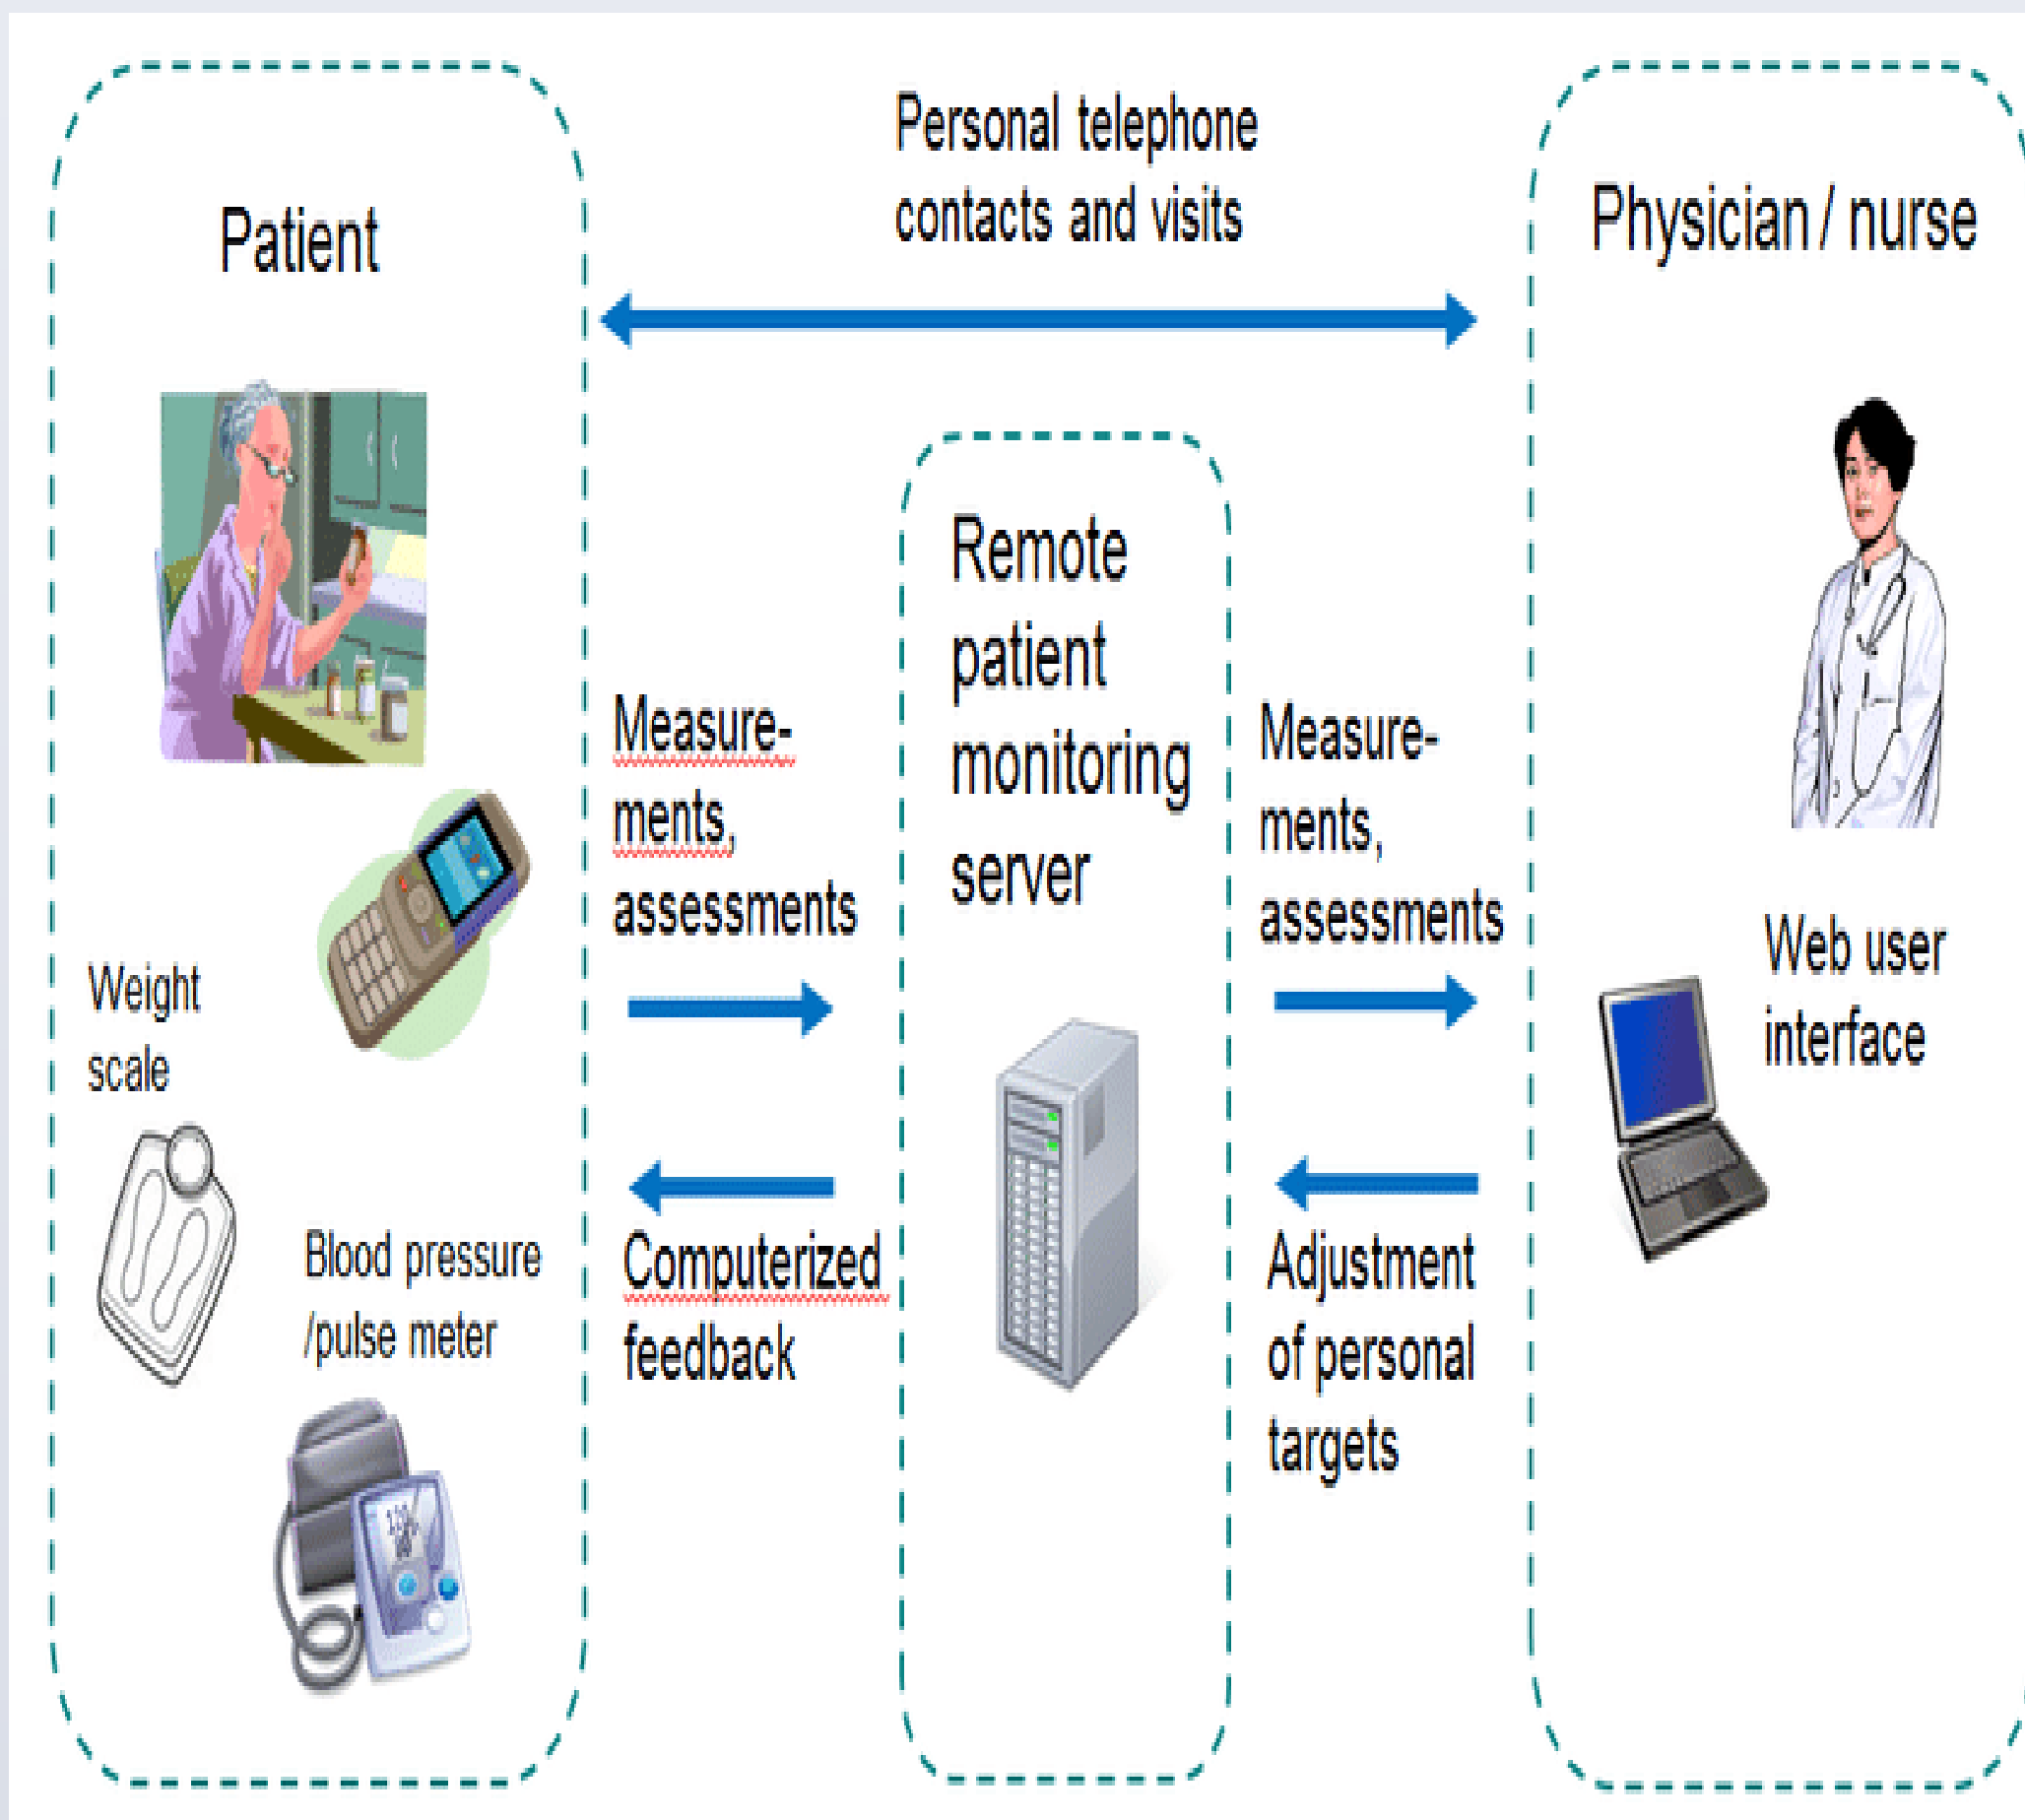 Patient
Personal telephone
contacts and visits
Physician / nurse
Remote
patient
monitoring
server
Measure-
ments,
assessments
Measure-
ments,
assessments
Web user
interface
Weight
scale
Blood pressure
/pulse meter
Computerized
feedback
Adjustment
of personal
targets